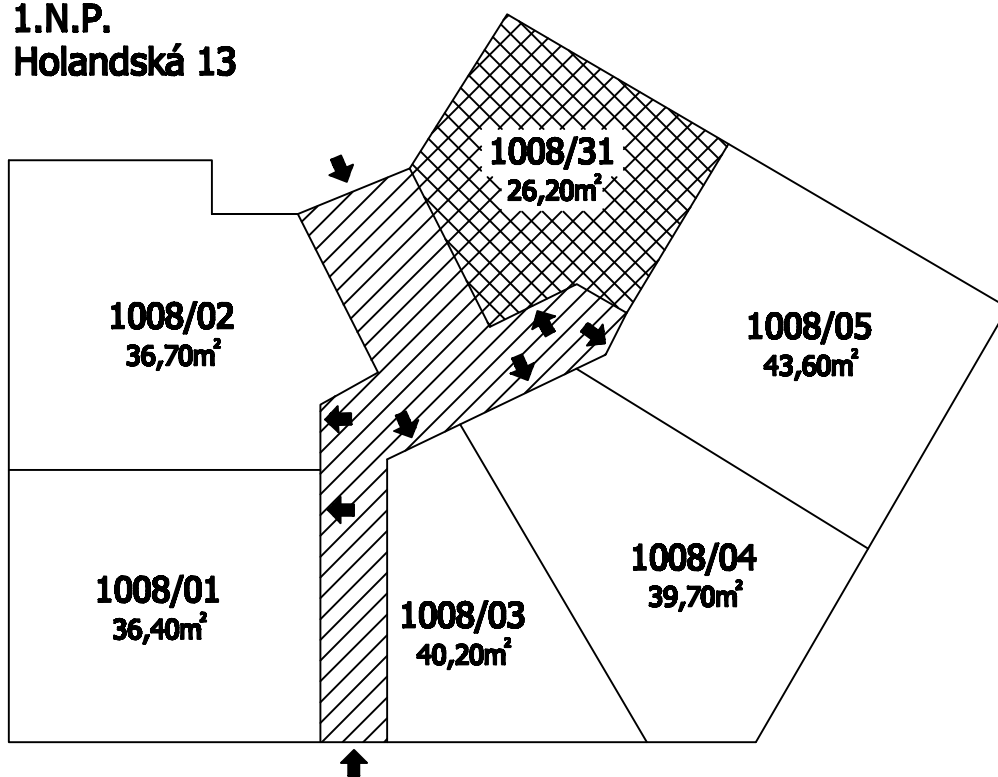 1.N.P.
Holandská 13
1008/31
26,20m²
1008/02
36,70m²
1008/05
43,60m²
1008/04
39,70m²
1008/01
36,40m²
1008/03
40,20m²